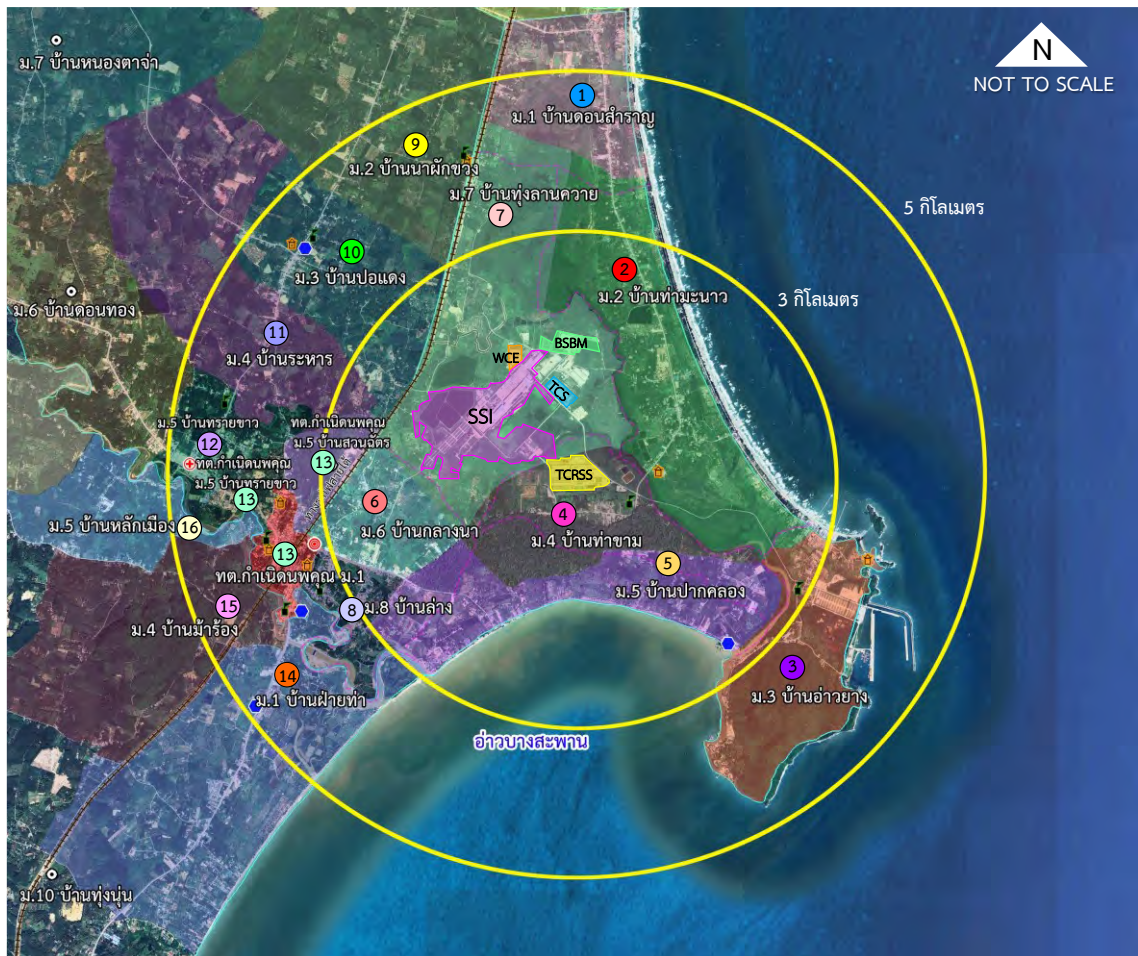 N
NOT TO SCALE
ม.7 บ้านหนองตาจ่า
1
ม.1 บ้านดอนสำราญ
9
ม.2 บ้านนาผักขวง
ม.7 บ้านทุ่งลานควาย
7
5 กิโลเมตร
10
ม.3 บ้านปอแดง
2
ม.2 บ้านท่ามะนาว
3 กิโลเมตร
ม.6 บ้านดอนทอง
11
ม.4 บ้านระหาร
WCE
BSBM
TCS
SSI
TCRSS
ม.5 บ้านทรายขาว
12
ทต.กำเนิดนพคุณ
ม.5 บ้านสวนฉัตร
13
ทต.กำเนิดนพคุณ
ม.5 บ้านทรายขาว
13
6
ม.6 บ้านกลางนา
4
ม.4 บ้านท่าขาม
ม.5 บ้านหลักเมือง
16
13
ทต.กำเนิดนพคุณ ม.1
5
ม.5 บ้านปากคลอง
15
ม.4 บ้านม้าร้อง
8
ม.8 บ้านล่าง
14
ม.1 บ้านฝ่ายท่า
3
ม.3 บ้านอ่าวยาง
อ่าวบางสะพาน
ม.10 บ้านทุ่งนุ่น